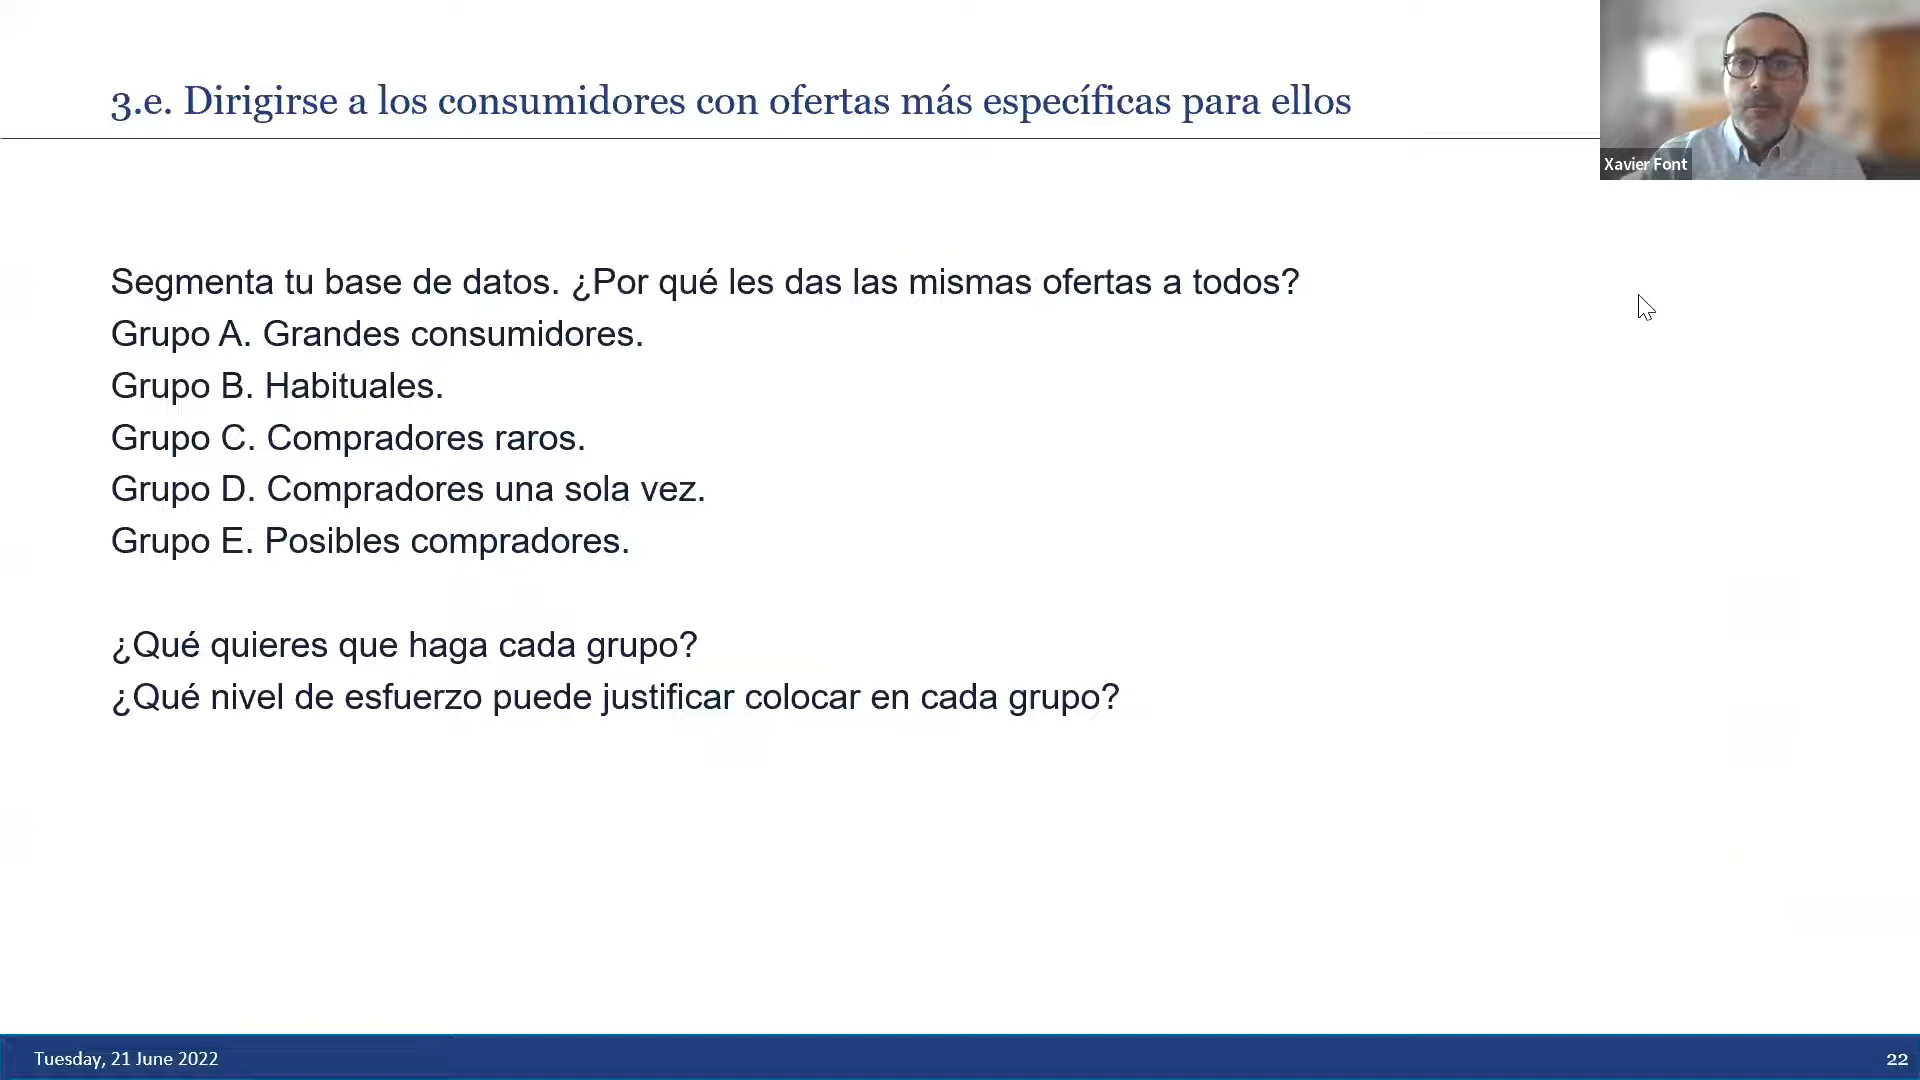 3.e. Dirigirse a los consumidores con ofertas más específicas para ellos
Xavier Font
Segmenta tu base de datos. ¿Por qué les das las mismas ofertas a todos?
Grupo A. Grandes consumidores.
Grupo B. Habituales.
Grupo C. Compradores raros.
Grupo D. Compradores una sola vez.
Grupo E. Posibles compradores.
¿Qué quieres que haga cada grupo?
¿Qué nivel de esfuerzo puede justificar colocar en cada grupo?
Tuesday, 21 June 2022
22